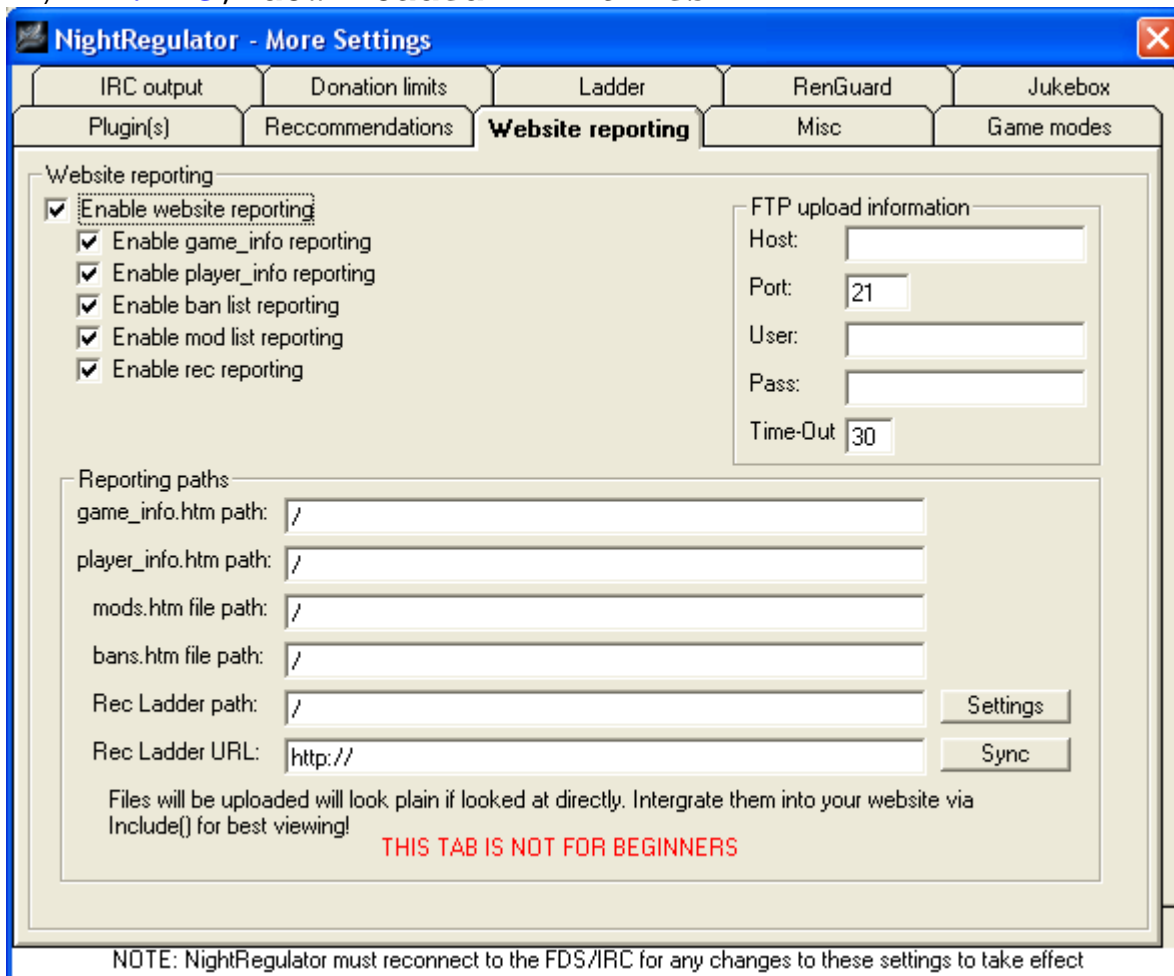 NightRegulator - More Settings
IRC output
Donation limits
Ladder
RenGuard
Jukebox
Plugin(s)
Reccommendations
Website reporting
Misc
Game modes
Website reporting
Enable website reporting
Enable game_info reporting
Enable player_info reporting
Enable ban list reporting
Enable mod list reporting
Enable rec reporting
FTP upload information
Host:
Port: 21
User:
Pass:
Time-Out 30
Reporting paths
game_info.htm path: /
player_info.htm path: /
mods.htm file path: /
bans.htm file path: /
Rec Ladder path: / Settings
Rec Ladder URL: http:// Sync
Files will be uploaded will look plain if looked at directly. Intergrate them into your website via
Include() for best viewing!
THIS TAB IS NOT FOR BEGINNERS
NOTE: NightRegulator must reconnect to the FDS/IRC for any changes to these settings to take effect